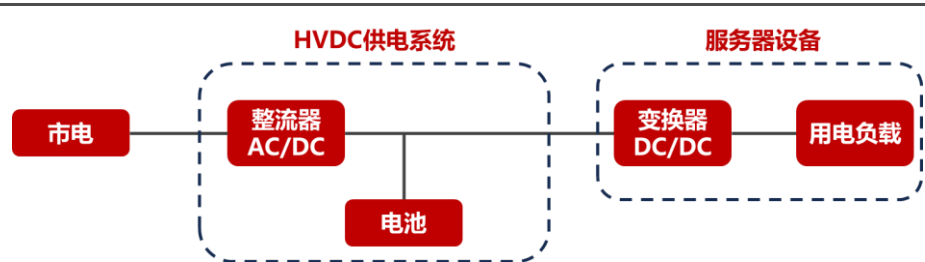 HVDC供电系统
服务器设备
市电
整流器
AC/DC
变换器
DC/DC
用电负载
电池